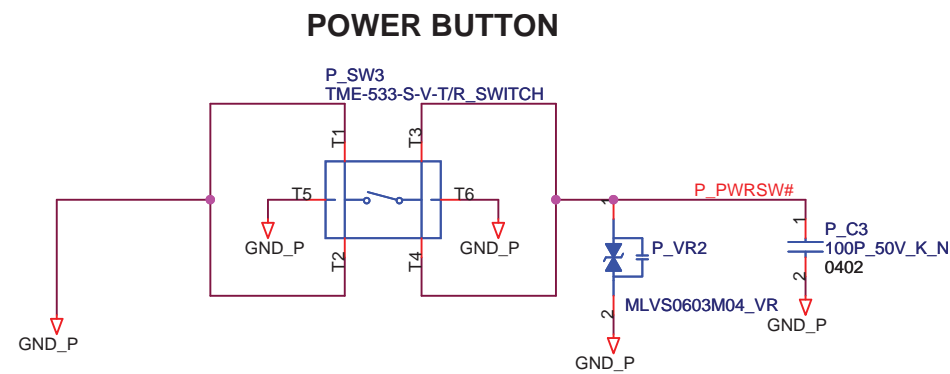 POWER BUTTON
P_SW3
TME-533-S-V-T/R_SWITCH
T1
T3
T5
T6
GND_P
GND_P
T2
T4
GND_P
P_PWRSW#
1
P_VR2
2
MLVS0603M04_VR
GND_P
1
P_C3
100P_50V_K_N
0402
2
GND_P